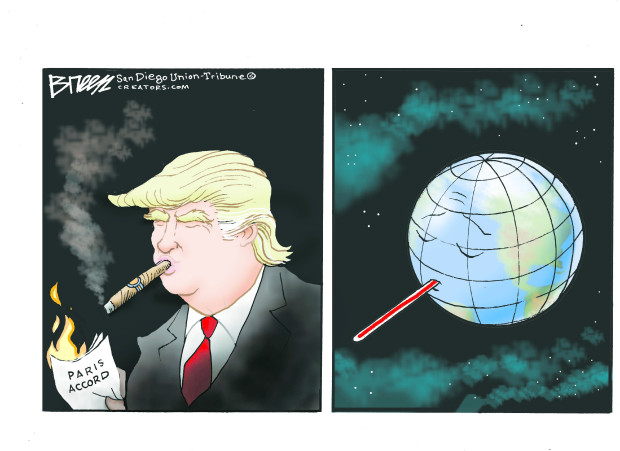 Breen
San Diego Union-Tribune©
CREATORS.COM
PARIS
ACCORD